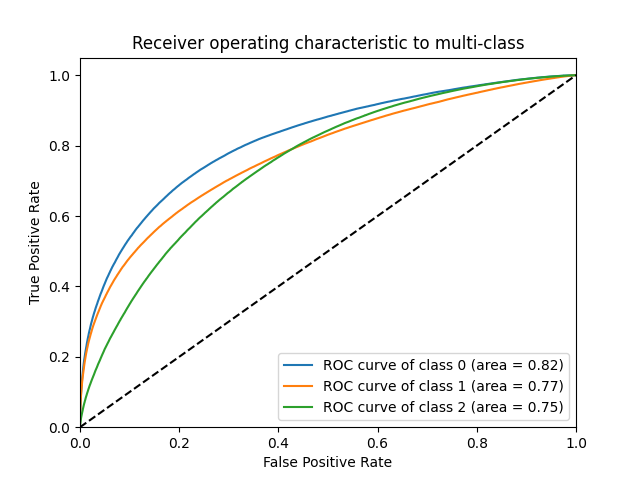 Receiver operating characteristic to multi-class
1.0
0.8
0.6
0.4
0.2
0.0
True Positive Rate
ROC curve of class 0 (area = 0.82)
ROC curve of class 1 (area = 0.77)
ROC curve of class 2 (area = 0.75)
0.0 0.2 0.4 0.6 0.8 1.0
False Positive Rate